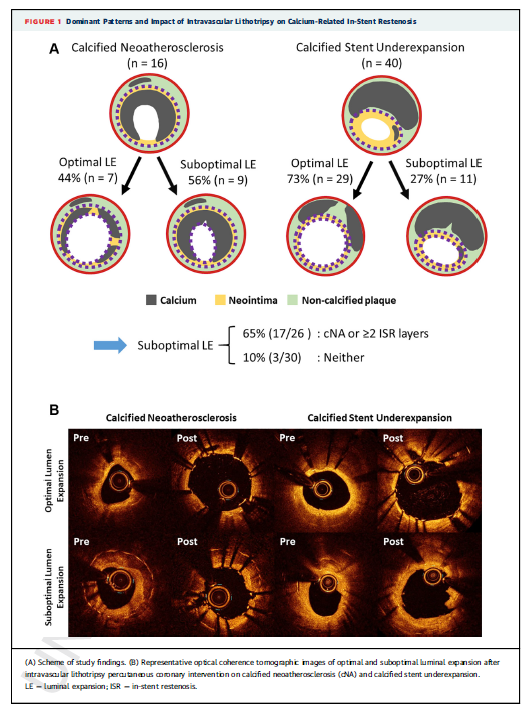 FIGURE 1 Dominant Patterns and Impact of Intravascular Lithotripsy on Calcium-Related In-Stent Restenosis
A
Calcified Neoatherosclerosis
(n = 16)
Calcified Stent Underexpansion
(n = 40)
Optimal LE
44% (n = 7)
Suboptimal LE
56% (n = 9)
Optimal LE
73% (n = 29)
Suboptimal LE
27% (n = 11)
Calcium
Neointima
Non-calcified plaque
Suboptimal LE
65% (17/26 ) : cNA or ≥2 ISR layers
10% (3/30) : Neither
B
Calcified Neoatherosclerosis
Calcified Stent Underexpansion
Optimal Lumen
Expansion
Pre
Post
Pre
Post
Suboptimal Lumen
Expansion
Pre
Post
Pre
Post
(A) Scheme of study findings. (B) Representative optical coherence tomographic images of optimal and suboptimal luminal expansion after
intravascular lithotripsy percutaneous coronary intervention on calcified neoatherosclerosis (cNA) and calcified stent underexpansion.
LE = luminal expansion; ISR = in-stent restenosis.